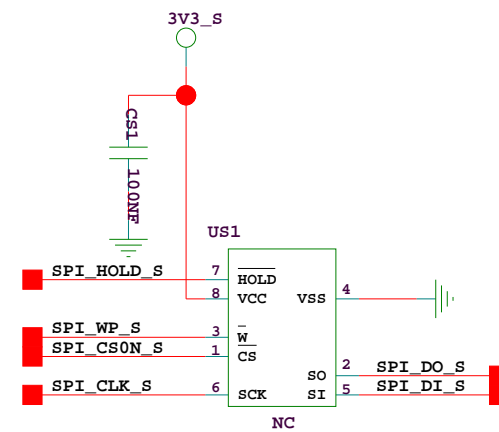 3V3_S
CS1
100NF
US1
SPI_HOLD_S 7 HOLD
8 VCC VSS 4
SPI_WP_S 3 W
SPI_CS0N_S 1 CS
SO 2 SPI_DO_S
SPI_CLK_S 6 SCK SI 5 SPI_DI_S
NC